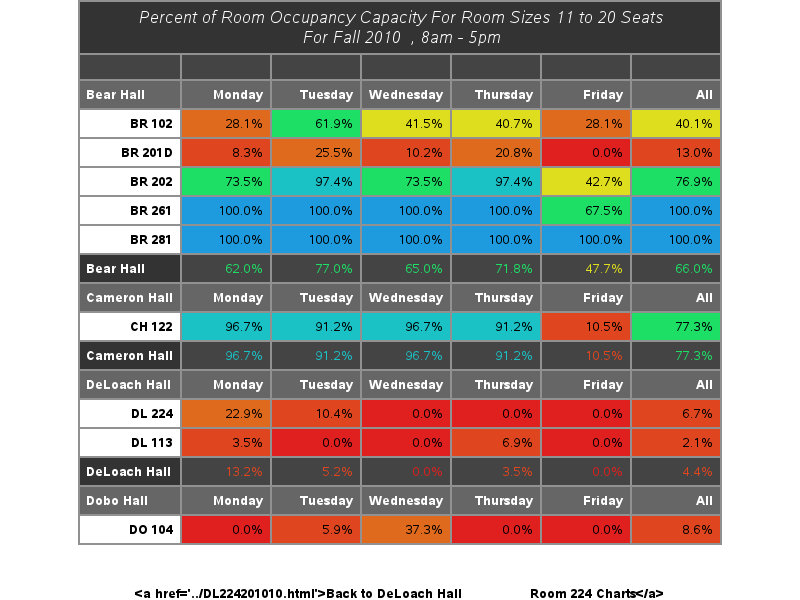 Percent of Room Occupancy Capacity For Room Sizes 11 to 20 Seats
For Fall 2010 , 8am - 5pm
Bear Hall Monday Tuesday Wednesday Thursday Friday All
BR 102 28.1% 61.9% 41.5% 40.7% 28.1% 40.1%
BR 201D 8.3% 25.5% 10.2% 20.8% 0.0% 13.0%
BR 202 73.5% 97.4% 73.5% 97.4% 42.7% 76.9%
BR 261 100.0% 100.0% 100.0% 100.0% 67.5% 100.0%
BR 281 100.0% 100.0% 100.0% 100.0% 100.0% 100.0%
Bear Hall 62.0% 77.0% 65.0% 71.8% 47.7% 66.0%
Cameron Hall Monday Tuesday Wednesday Thursday Friday All
CH 122 96.7% 91.2% 96.7% 91.2% 10.5% 77.3%
Cameron Hall 96.7% 91.2% 96.7% 91.2% 10.5% 77.3%
DeLoach Hall Monday Tuesday Wednesday Thursday Friday All
DL 224 22.9% 10.4% 0.0% 0.0% 0.0% 6.7%
DL 113 3.5% 0.0% 0.0% 6.9% 0.0% 2.1%
DeLoach Hall 13.2% 5.2% 0.0% 3.5% 0.0% 4.4%
Dobo Hall Monday Tuesday Wednesday Thursday Friday All
DO 104 0.0% 5.9% 37.3% 0.0% 0.0% 8.6%
<a href='../DL224201010.html'>Back to DeLoach Hall Room 224 Charts</a>